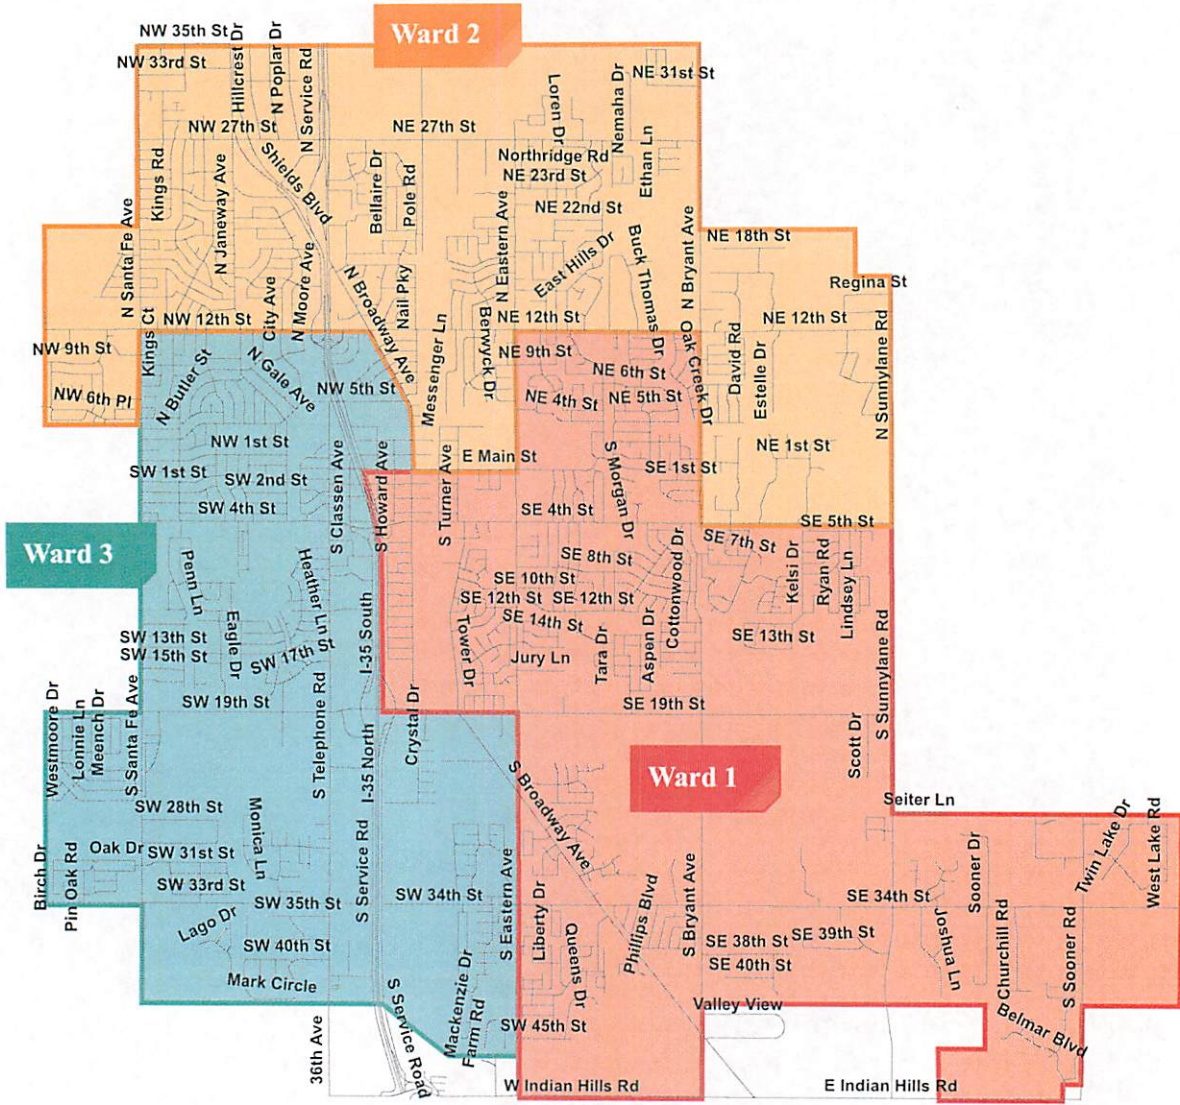 NW 35th St
Ward 2
NW 33rd St
Hillcrest Dr
N Poplar Dr
N Service Rd
NE 31st St
Loren Dr
Nemaha Dr
NW 27th St
NE 27th St
Ethan Ln
Shields Blvd
Northridge Rd
NE 23rd St
Kings Rd
N Janeway Ave
Bellaire Dr
Pole Rd
NE 22nd St
N Santa Fe Ave
N Eastern Ave
East Hills Dr
Buck Thomas Dr
N Bryant Ave
NE 18th St
Regina St
City Ave
N Moore Ave
N Broadway Ave
Nail Pky
Messenger Ln
Berwyck Dr
NW 12th St
NE 12th St
NE 12th St
Kings Ct
NW 9th St
NE 9th St
Oak Creek Dr
David Rd
Estelle Dr
N Sunnylane Rd
NW 6th Pl
N Butler St
N Gale Ave
NW 5th St
NE 6th St
NE 4th St
NE 5th St
NW 1st St
E Main St
NE 1st St
SW 1st St
SW 2nd St
SE 1st St
S Classen Ave
S Howard Ave
S Turner Ave
S Morgan Dr
SW 4th St
SE 4th St
SE 5th St
Ward 3
SE 7th St
Penn Ln
Heather Ln
SE 8th St
Cottonwood Dr
Kelsi Dr
Ryan Rd
Lindsey Ln
SE 10th St
SE 12th St
SE 12th St
Eagle Dr
I-35 South
Tower Dr
SE 14th St
SW 13th St
SW 15th St
SW 17th St
SE 13th St
Jury Ln
Tara Dr
Aspen Dr
S Sunnylane Rd
Westmoore Dr
Lonnie Ln
Meench Dr
S Santa Fe Ave
SW 19th St
SE 19th St
S Telephone Rd
I-35 North
Crystal Dr
Scott Dr
Ward 1
S Broadway Ave
SW 28th St
Seiter Ln
Monica Ln
S Service Rd
Birch Dr
Pin Oak Rd
Oak Dr
SW 31st St
Sooner Dr
Twin Lake Dr
West Lake Rd
SW 33rd St
SW 34th St
SE 34th St
SW 35th St
S Eastern Ave
Liberty Dr
Phillips Blvd
S Bryant Ave
Lago Dr
Queens Dr
SE 38th St
SE 39th St
Joshua Ln
Churchill Rd
S Sooner Rd
SW 40th St
SE 40th St
Mark Circle
Mackenzie Dr
Farm Rd
Valley View
36th Ave
S Service Road
SW 45th St
Belmar Blvd
W Indian Hills Rd
E Indian Hills Rd